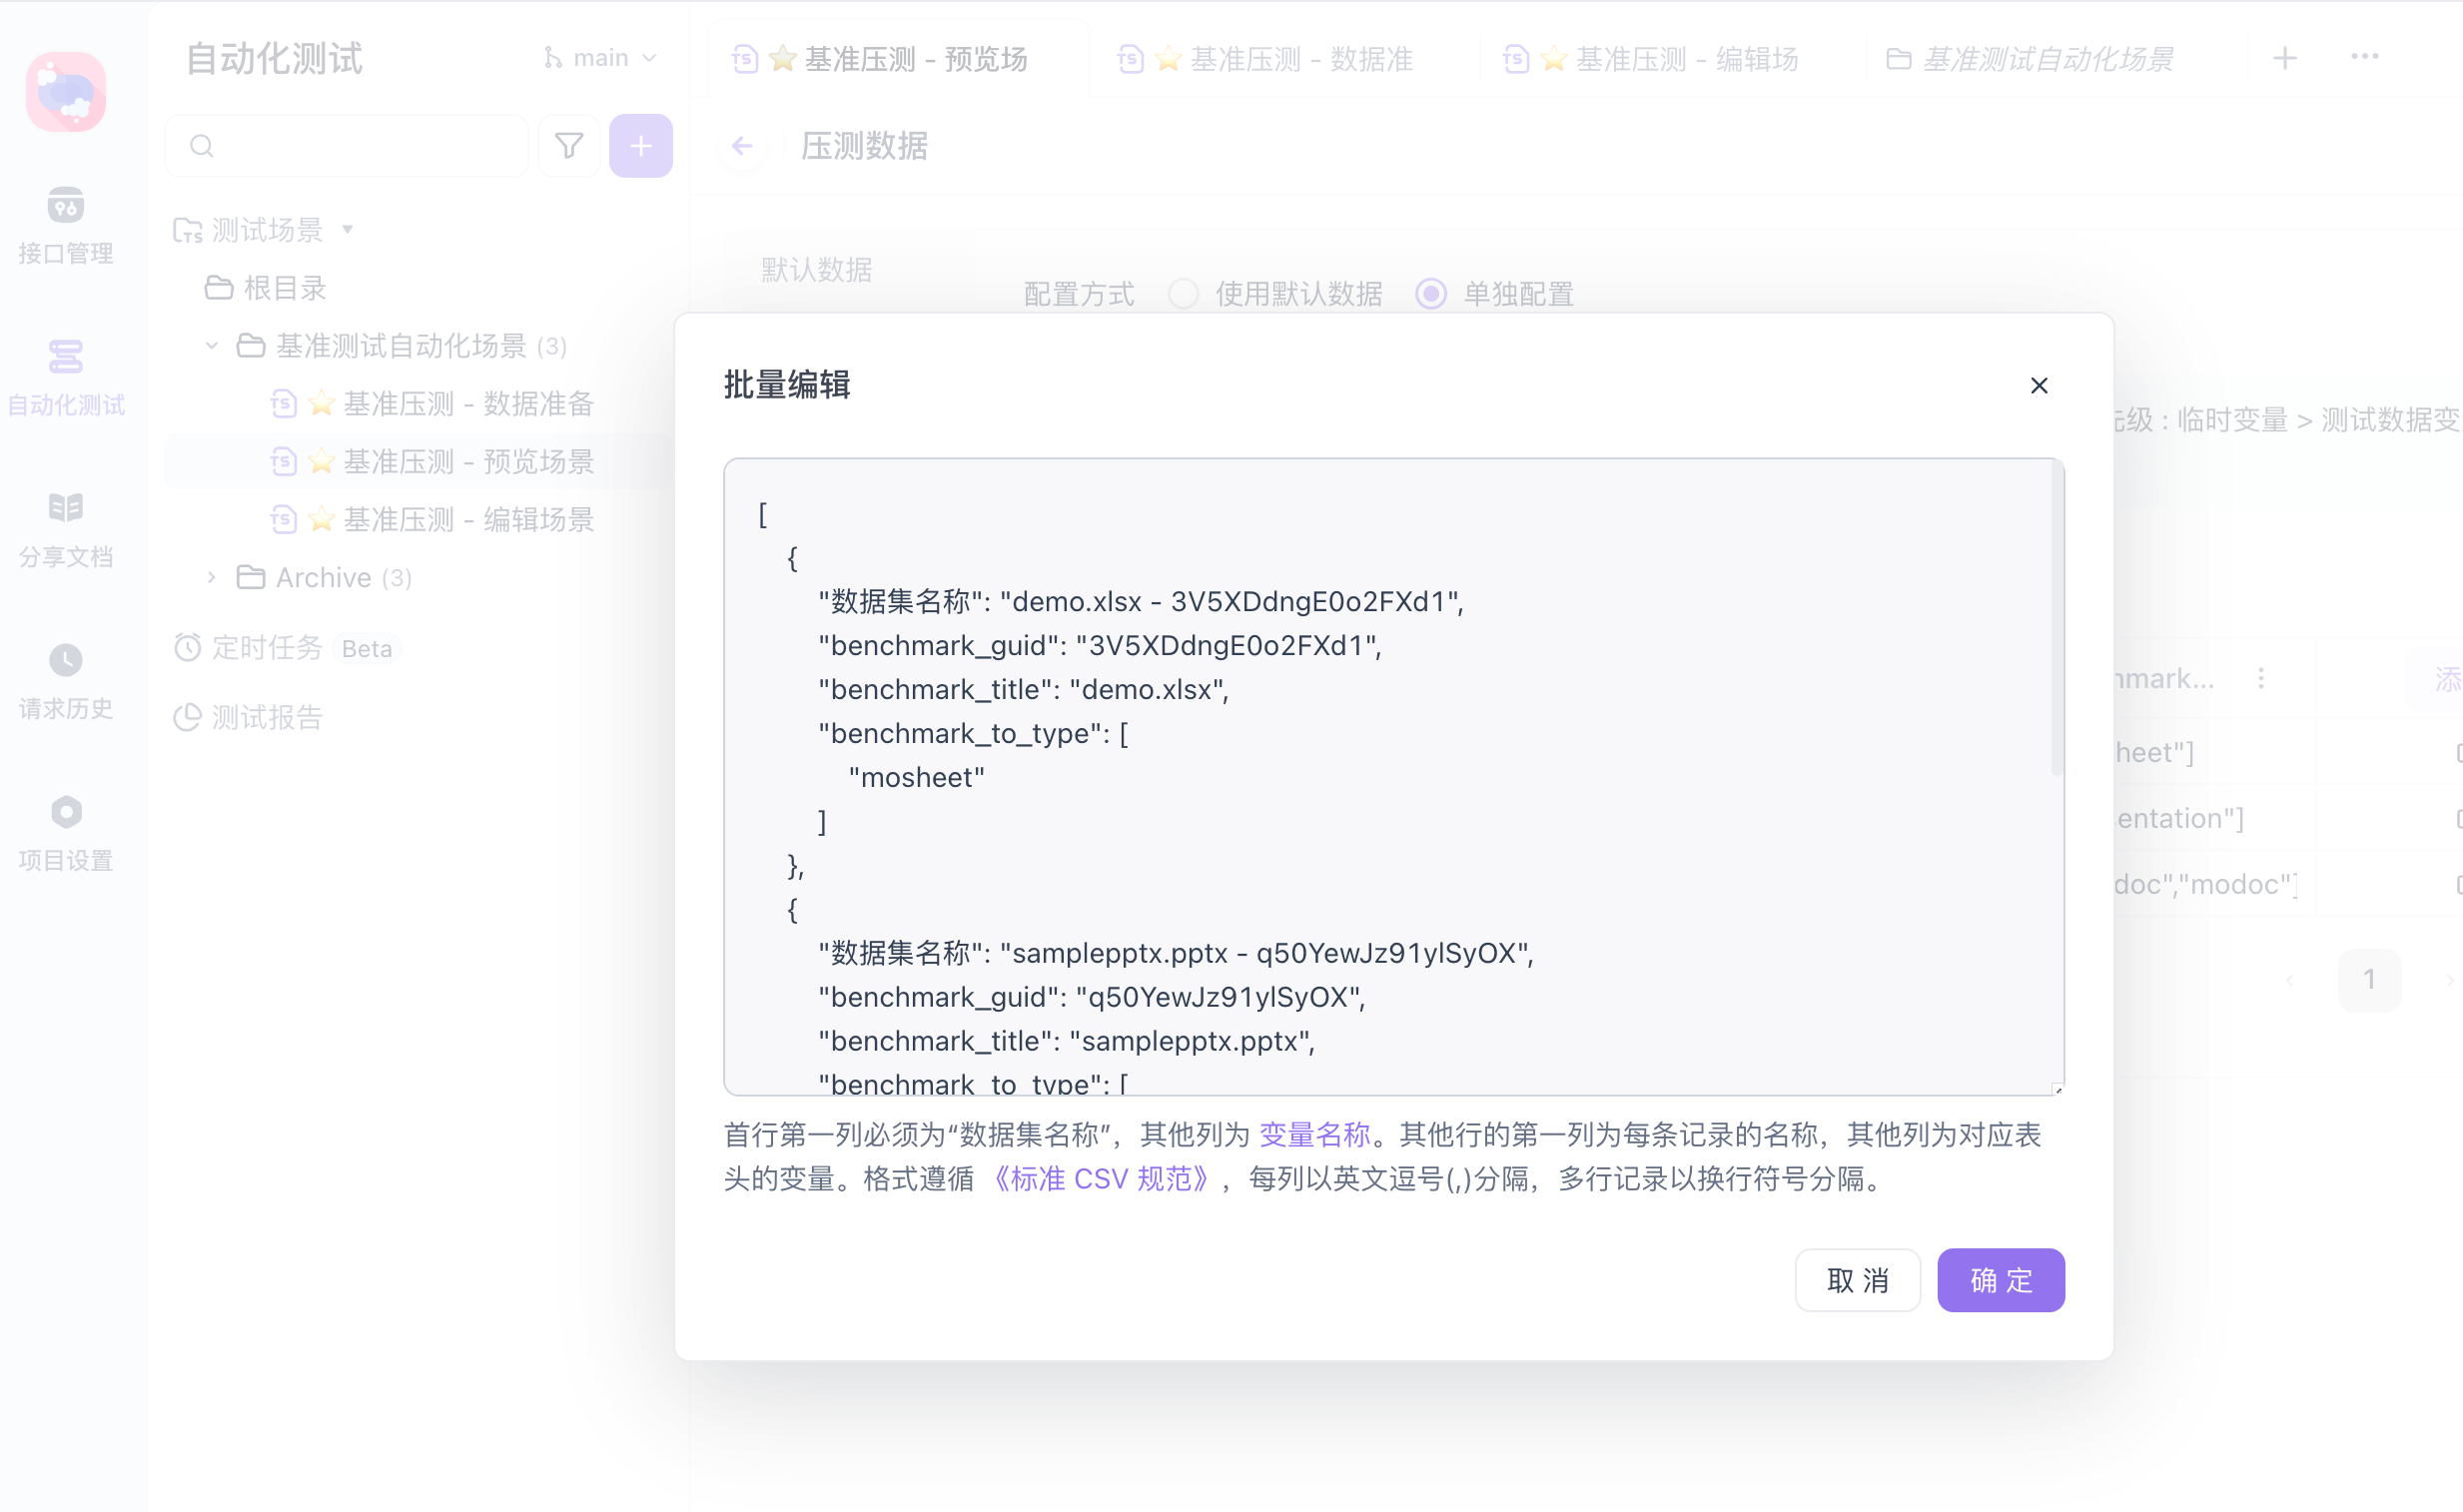 自动化测试
main
基准压测 - 预览场
基准压测 - 数据准
基准压测 - 编辑场
基准测试自动化场景
压测数据
接口管理
自动化测试
分享文档
请求历史
项目设置
测试场景
根目录
基准测试自动化场景 (3)
基准压测 - 数据准备
基准压测 - 预览场景
基准压测 - 编辑场景
Archive (3)
定时任务 Beta
测试报告
默认数据
配置方式 使用默认数据 单独配置
级：临时变量 > 测试数据变
mark...
添
heet"]
entation"]
doc","modoc"]
1
批量编辑
[
{
"数据集名称": "demo.xlsx - 3V5XDdngE0o2FXd1",
"benchmark_guid": "3V5XDdngE0o2FXd1",
"benchmark_title": "demo.xlsx",
"benchmark_to_type": [
"mosheet"
]
},
{
"数据集名称": "samplepptx.pptx - q50YewJz91ylSyOX",
"benchmark_guid": "q50YewJz91ylSyOX",
"benchmark_title": "samplepptx.pptx",
"benchmark_to_type": [
首行第一列必须为“数据集名称”，其他列为 变量名称。其他行的第一列为每条记录的名称，其他列为对应表
头的变量。格式遵循 《标准 CSV 规范》，每列以英文逗号(,)分隔，多行记录以换行符号分隔。
取 消
确 定